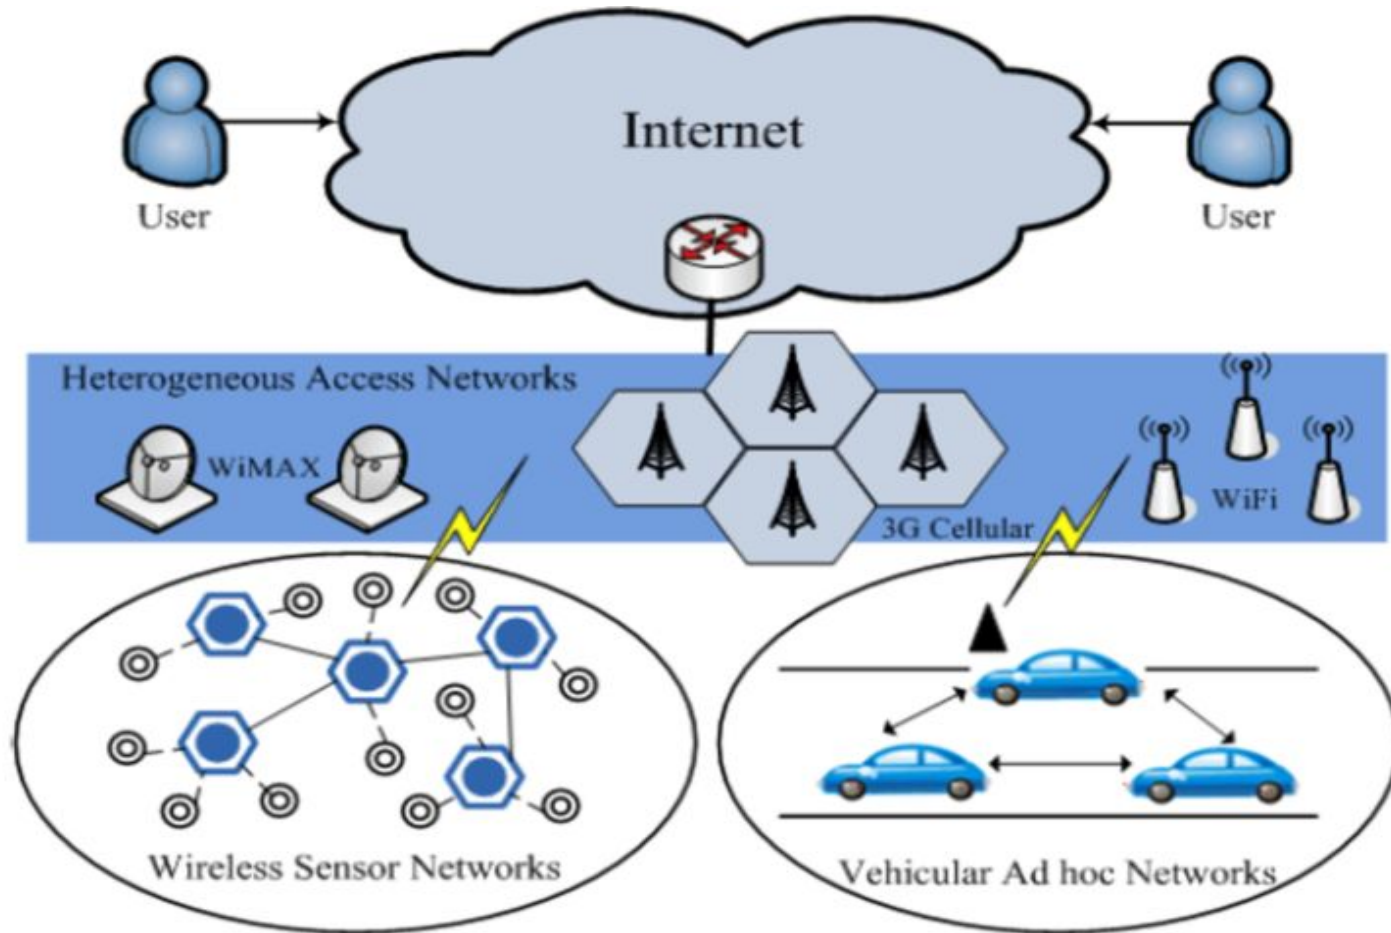 Internet
User
User
Heterogeneous Access Networks
WiMAX
WiFi
3G Cellular
Wireless Sensor Networks
Vehicular Ad hoc Networks